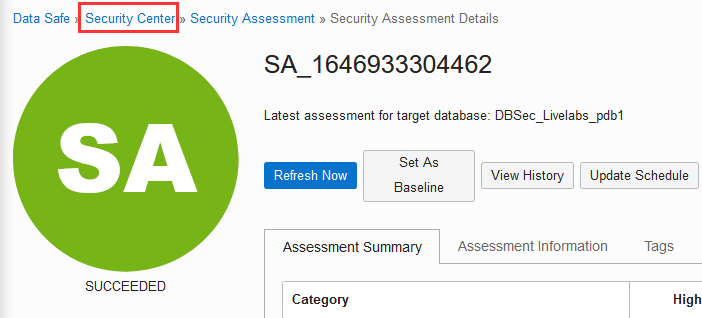 Data Safe » Security Center » Security Assessment » Security Assessment Details
SA
SUCCEEDED
SA_1646933304462
Latest assessment for target database: DBSec_Livelabs_pdb1
Refresh Now
Set As
Baseline
View History
Update Schedule
Assessment Summary
Assessment Information
Tags
Category
High